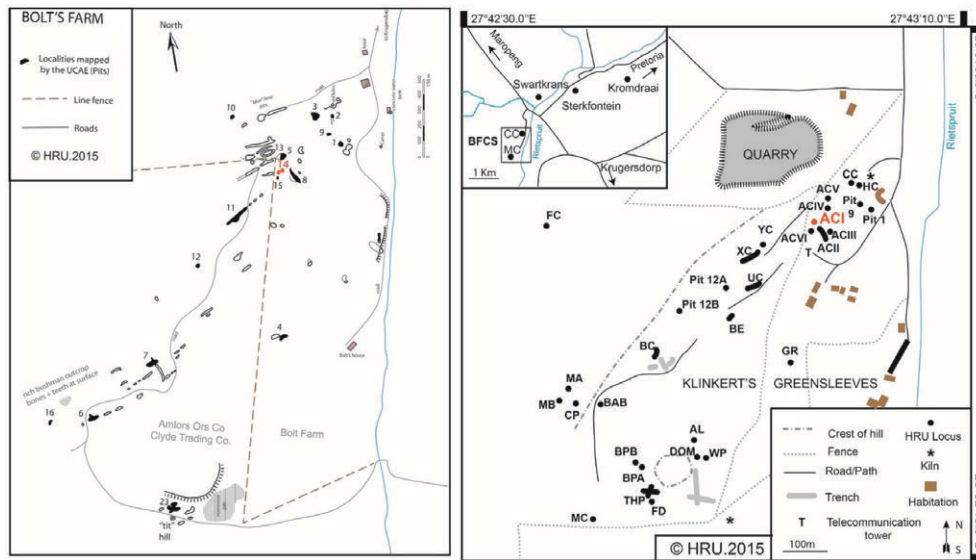 BOLT'S FARM
North
Localities mapped
by the UCAE (Pits)
Line fence
Roads
© HRU.2015
10
3
2
9
1
13
5
14
15
8
11
12
4
7
rich bushman outcrop
bones + teeth at surface
16
6
Amlors Ors Co
Clyde Trading Co.
Bolt Farm
Bolt's house
23
"tit"
hill
27°42'30.0"E
27°43'10.0"E
Maropeng
Pretoria
Swartkrans
Kromdraai
Sterkfontein
BFCS
CC
MC
Rietspruit
Krugersdorp
1 Km
QUARRY
Rietspruit
CC
HC
ACV
ACIV
Pit
9
Pit 1
ACI
ACVI
ACIII
ACII
T
FC
YC
XC
UC
Pit 12A
Pit 12B
BE
BC
GR
KLINKERT'S
GREENSLEEVES
MA
MB
CP
BAB
AL
DOM
WP
BPB
BPA
THP
FD
MC
© HRU.2015
Crest of hill
HRU Locus
Fence
Kiln
Road/Path
Trench
Habitation
T
Telecommunication
tower
100m
N
S